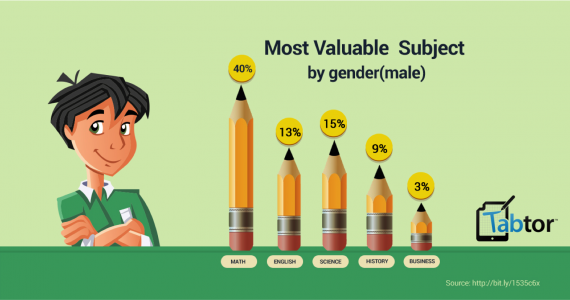 Most Valuable Subject
by gender(male)
40%
13%
15%
9%
3%
Tabtor™
MATH
ENGLISH
SCIENCE
HISTORY
BUSINESS
Source: http://bit.ly/1535c6x